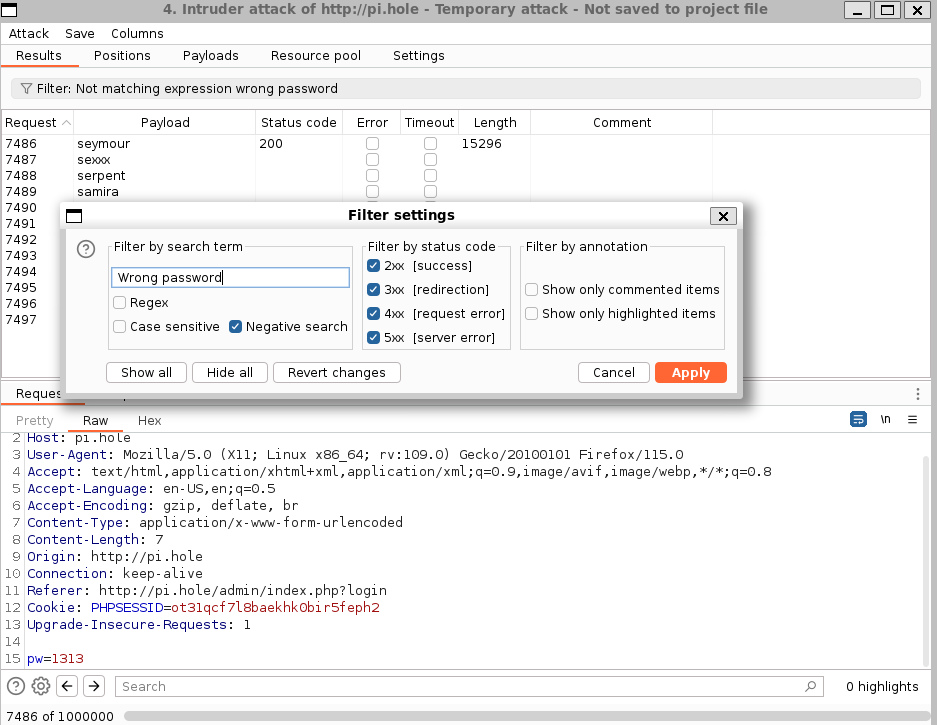 4. Intruder attack of http://pi.hole - Temporary attack - Not saved to project file
Attack Save Columns
Results Positions Payloads Resource pool Settings
Filter: Not matching expression wrong password
Request Payload Status code Error Timeout Length Comment
7486 seymour 200 15296
7487 sexxx
7488 serpent
7489 samira
7490
7491
7492
7493
7494
7495
7496
7497
Filter settings
Filter by search term
Wrong password
Regex
Case sensitive Negative search
Filter by status code
2xx [success]
3xx [redirection]
4xx [request error]
5xx [server error]
Filter by annotation
Show only commented items
Show only highlighted items
Show all Hide all Revert changes Cancel Apply
Pretty Raw Hex \n
2 Host: pi.hole
3 User-Agent: Mozilla/5.0 (X11; Linux x86_64; rv:109.0) Gecko/20100101 Firefox/115.0
4 Accept: text/html,application/xhtml+xml,application/xml;q=0.9,image/avif,image/webp,*/*;q=0.8
5 Accept-Language: en-US,en;q=0.5
6 Accept-Encoding: gzip, deflate, br
7 Content-Type: application/x-www-form-urlencoded
8 Content-Length: 7
9 Origin: http://pi.hole
10 Connection: keep-alive
11 Referer: http://pi.hole/admin/index.php?login
12 Cookie: PHPSESSID=ot31qcf7l8baekhk0bir5feph2
13 Upgrade-Insecure-Requests: 1
14
15 pw=1313
Search 0 highlights
7486 of 1000000